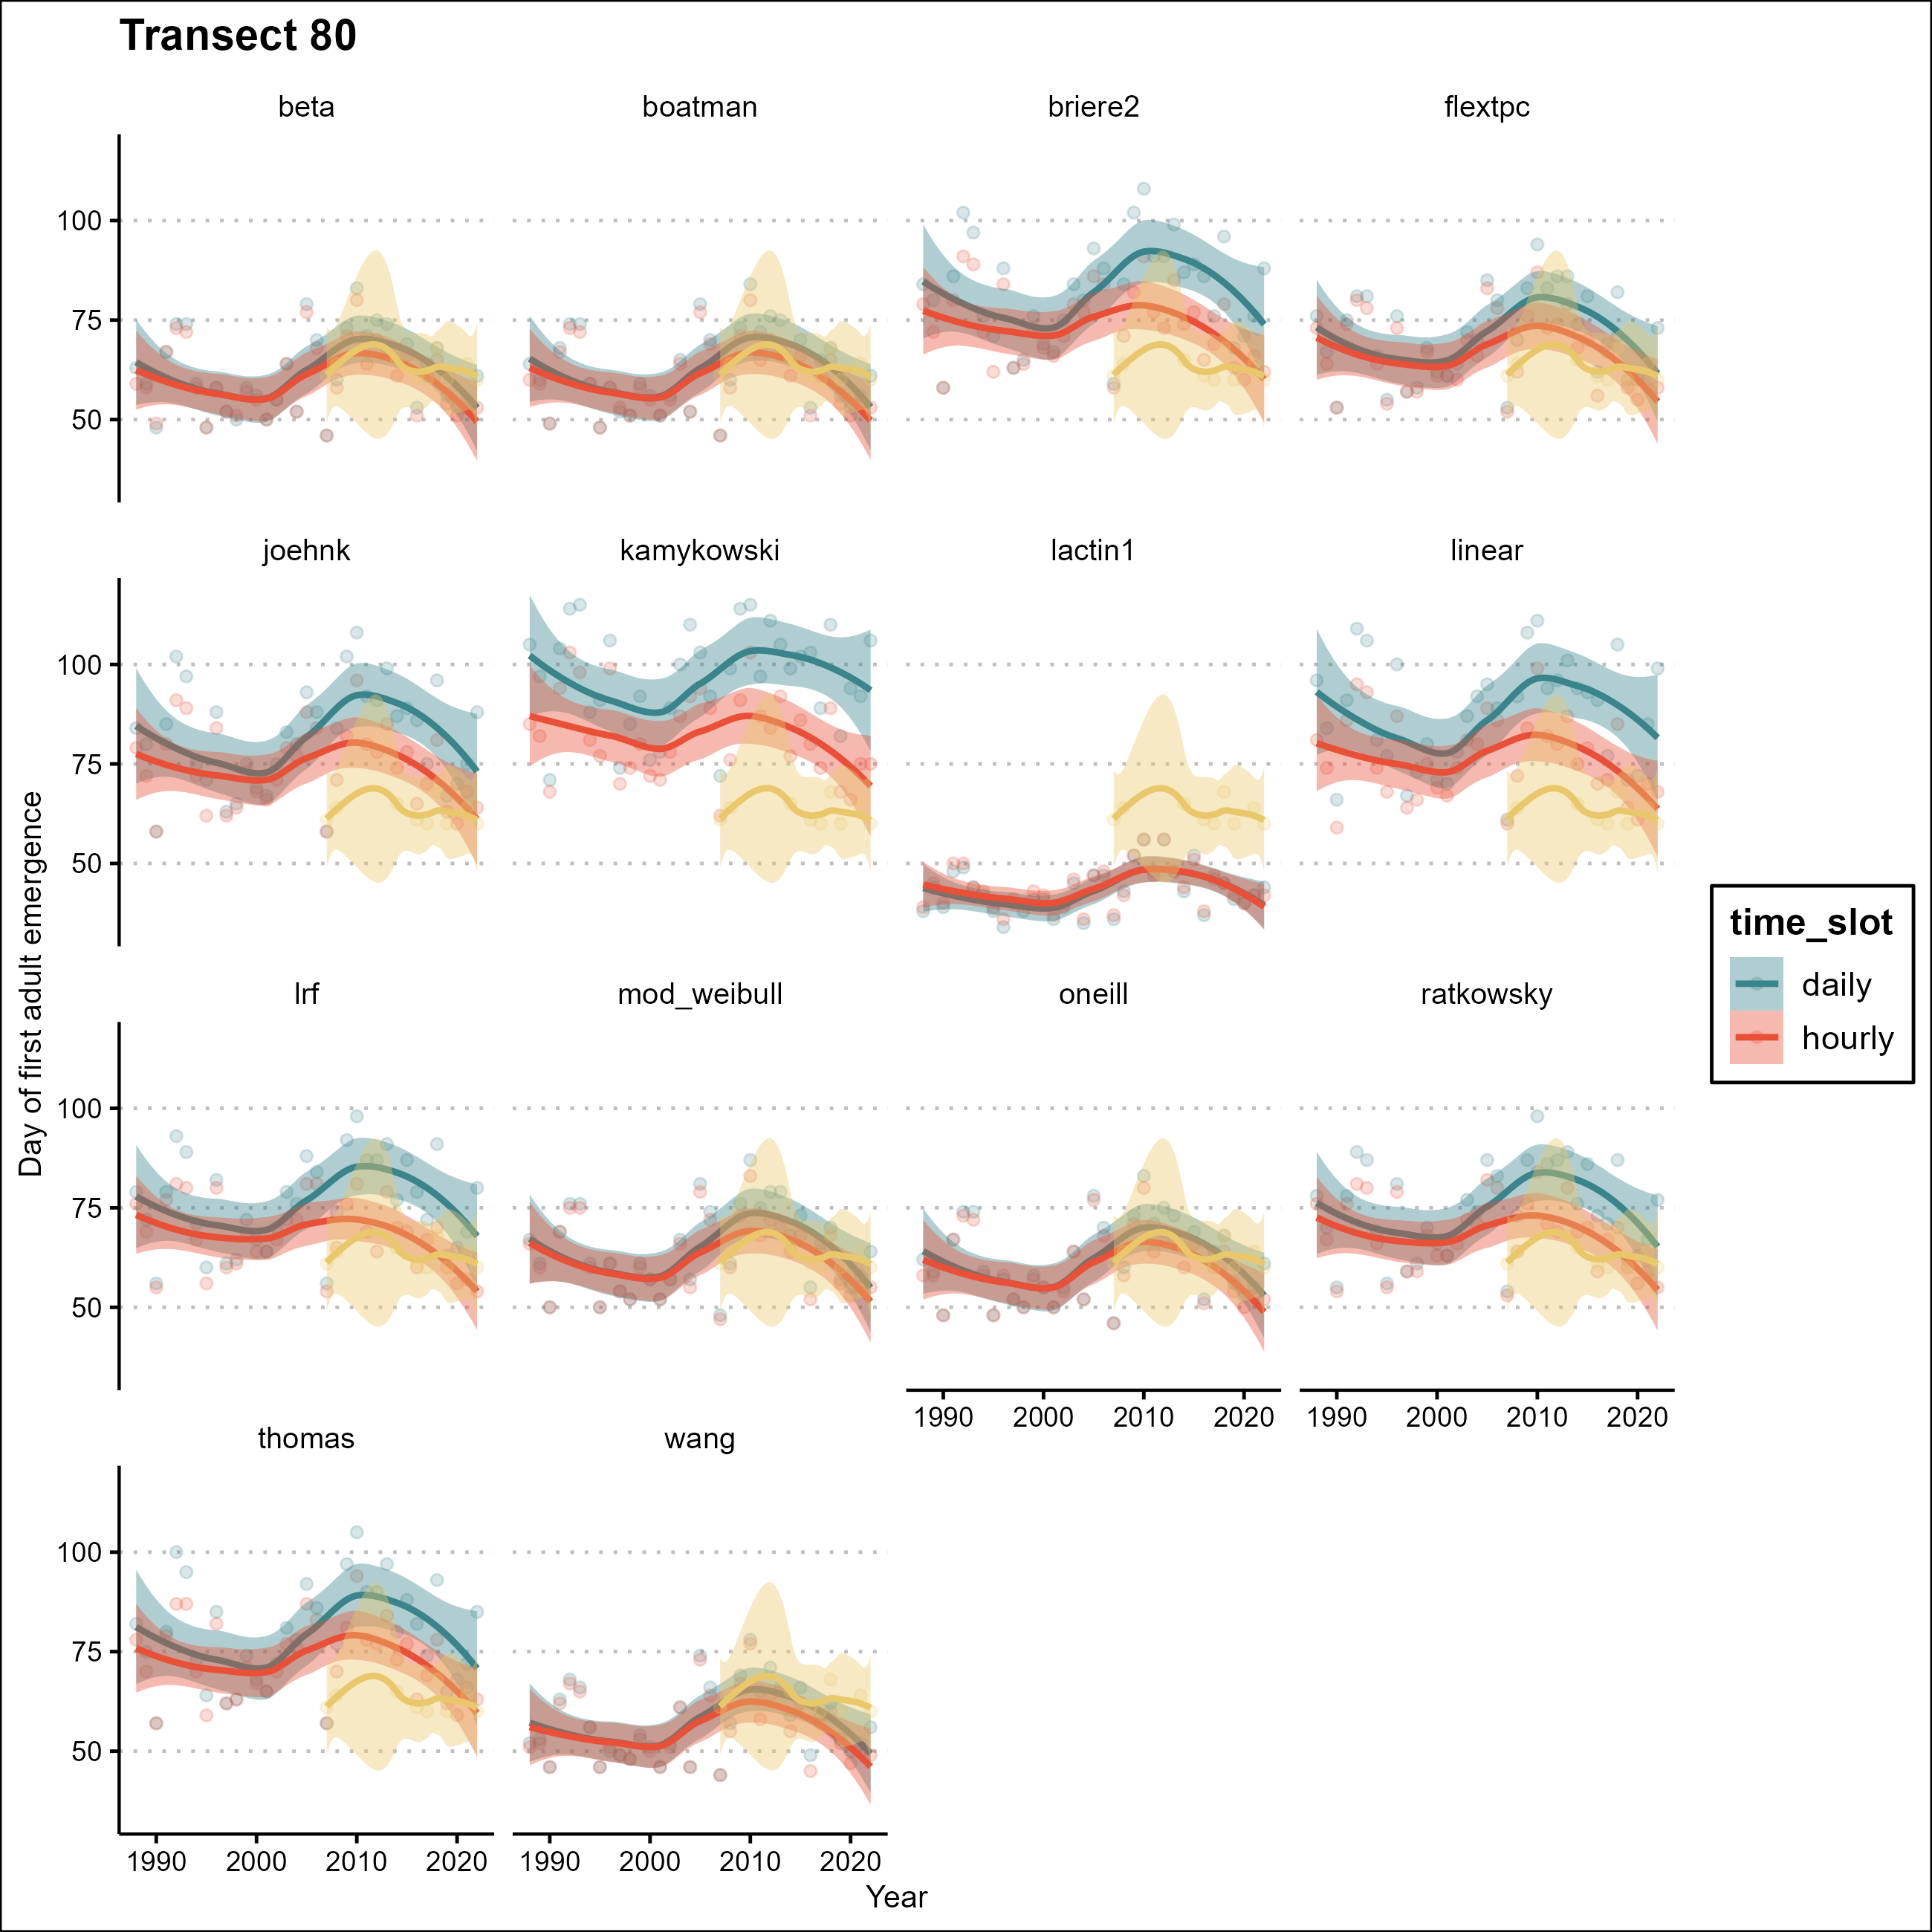 Transect 80
beta boatman briere2 flextpc
100
75
50
joehnk kamykowski lactin1 linear
100
75
50
Day of first adult emergence
time_slot
daily
hourly
lrf mod_weibull oneill ratkowsky
100
75
50
1990 2000 2010 2020 1990 2000 2010 2020
thomas wang
100
75
50
1990 2000 2010 2020 1990 2000 2010 2020
Year